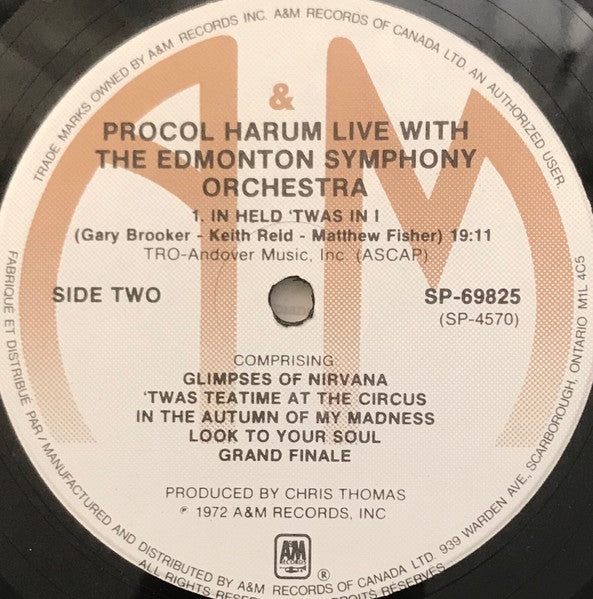 TRADE MARKS OWNED BY A&M RECORDS INC. A&M RECORDS OF CANADA LTD. AN AUTHORIZED USER.
&
PROCOL HARUM LIVE WITH
THE EDMONTON SYMPHONY
ORCHESTRA
1. IN HELD 'TWAS IN I
(Gary Brooker - Keith Reid - Matthew Fisher) 19:11
TRO-Andover Music, Inc. (ASCAP)
SIDE TWO
SP-69825
(SP-4570)
COMPRISING:
GLIMPSES OF NIRVANA
'TWAS TEATIME AT THE CIRCUS
IN THE AUTUMN OF MY MADNESS
LOOK TO YOUR SOUL
GRAND FINALE
PRODUCED BY CHRIS THOMAS
℗ 1972 A&M RECORDS, INC
A&M
RECORDS
®
FABRIQUÉ ET DISTRIBUÉ PAR/MANUFACTURED AND DISTRIBUTED BY A&M RECORDS OF CANADA LTD. 939 WARDEN AVE., SCARBOROUGH, ONTARIO M1L 4C5
ALL RIGHTS RESERVÉS